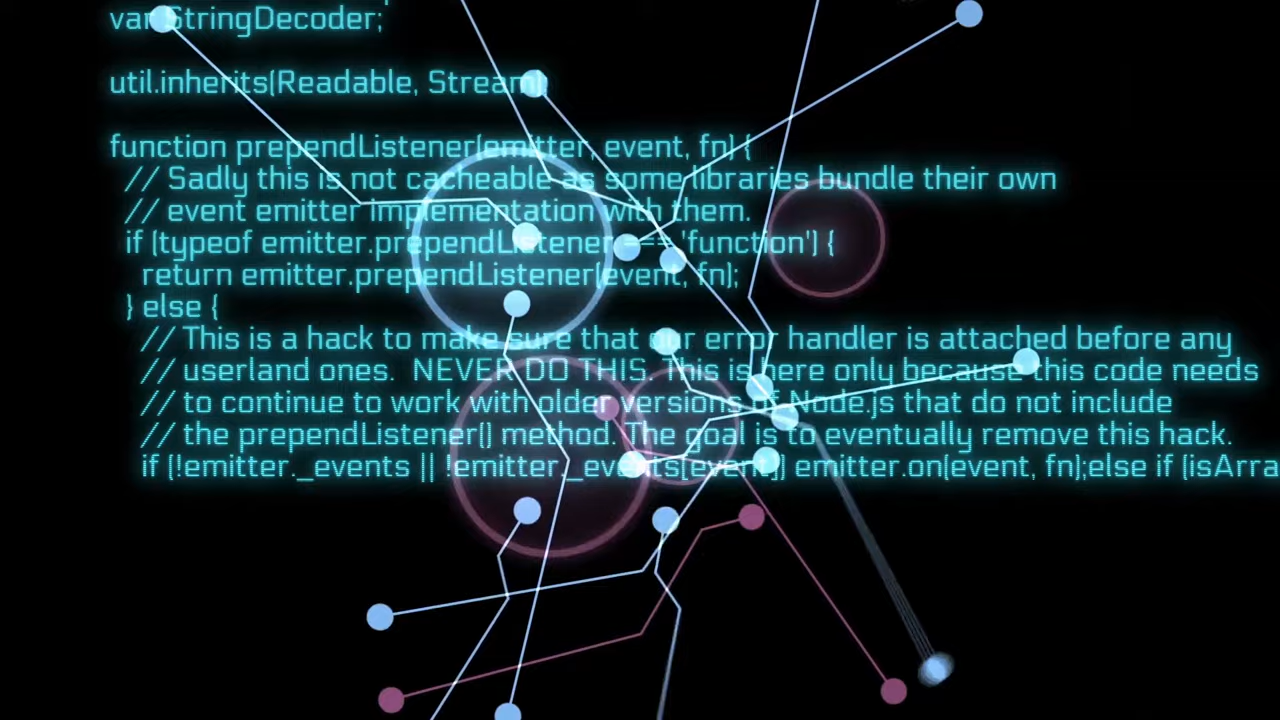 var StringDecoder;
util.inherits(Readable, Stream);
function prependListener(emitter, event, fn) {
// Sadly this is not cacheable as some libraries bundle their own
// event emitter implementation with them.
if (typeof emitter.prependListener === 'function') {
return emitter.prependListener(event, fn);
} else {
// This is a hack to make sure that our error handler is attached before any
// userland ones.  NEVER DO THIS. This is here only because this code needs
// to continue to work with older versions of Node.js that do not include
// the prependListener() method. The goal is to eventually remove this hack.
if (!emitter._events || !emitter._events[event]) emitter.on(event, fn);else if (isArra